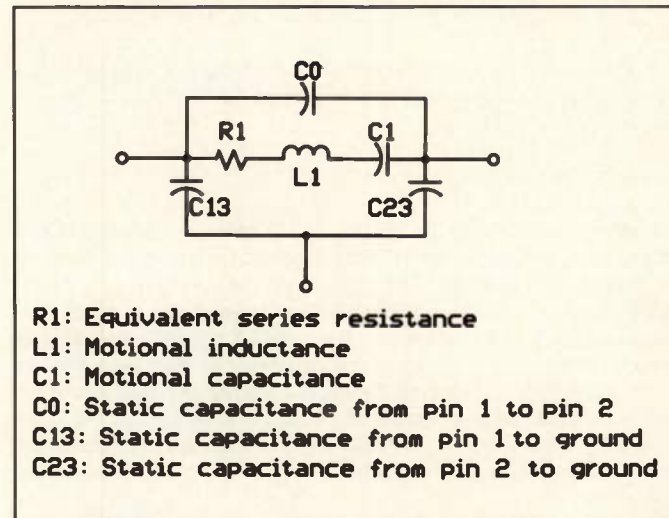 C0
R1
C1
L1
C13
C23
R1: Equivalent series resistance
L1: Motional inductance
C1: Motional capacitance
C0: Static capacitance from pin 1 to pin 2
C13: Static capacitance from pin 1 to ground
C23: Static capacitance from pin 2 to ground